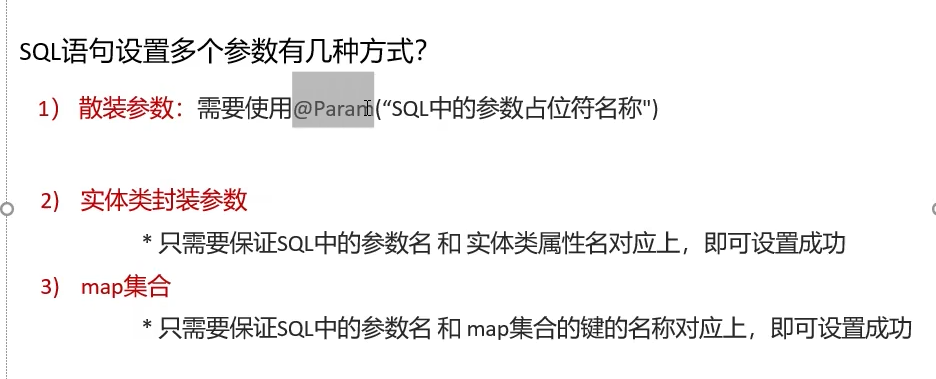 SQL语句设置多个参数有几种方式？
1） 散装参数：需要使用@Param(“SQL中的参数占位符名称")
2) 实体类封装参数
* 只需要保证SQL中的参数名 和 实体类属性名对应上，即可设置成功
3) map集合
* 只需要保证SQL中的参数名 和 map集合的键的名称对应上，即可设置成功